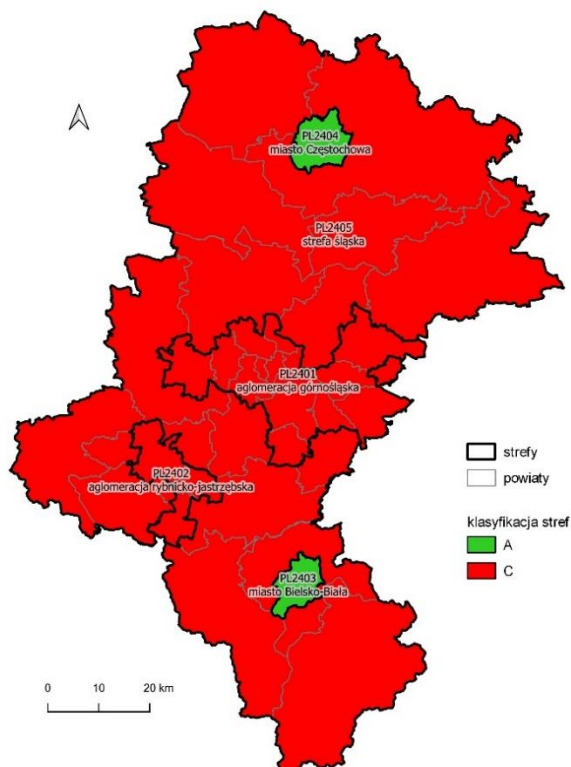 PL2404
miasto Częstochowa
PL2405
strefa śląska
PL2401
aglomeracja górnośląska
PL2402
aglomeracja rybnicko-jastrzębska
PL2403
miasto Bielsko-Biała
strefy
powiaty
klasyfikacja stref
A
C
0 10 20 km